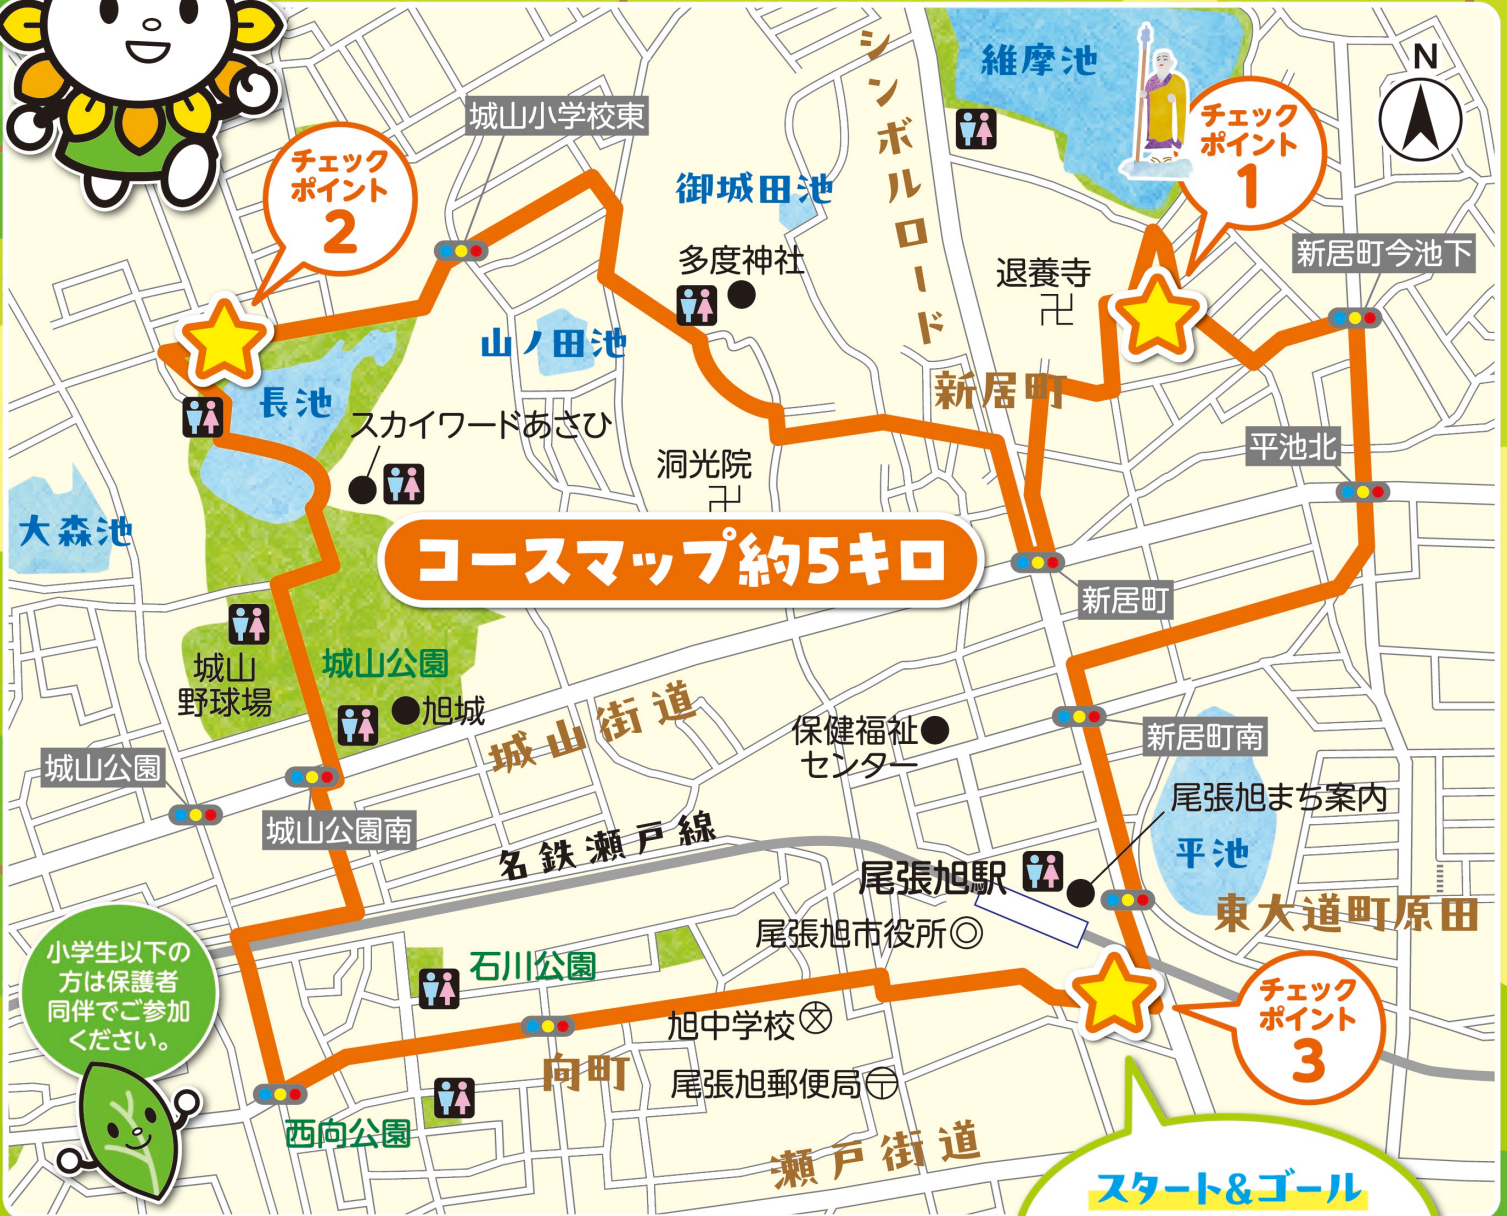 維摩池
N
シンボルロード
チェック
ポイント
1
城山小学校東
チェック
ポイント
2
御城田池
多度神社
退養寺
新居町今池下
山ノ田池
長池
新居町
スカイワードあさひ
平池北
洞光院
大森池
コースマップ約5キロ
新居町
城山
野球場
城山公園
旭城
城山街道
保健福祉
センター
新居町南
城山公園
尾張旭まち案内
城山公園南
名鉄瀬戸線
平池
尾張旭駅
東大道町原田
尾張旭市役所
小学生以下の
方は保護者
同伴でご参加
ください。
石川公園
チェック
ポイント
3
旭中学校
文
向町
尾張旭郵便局
〒
西向公園
瀬戸街道
スタート&ゴール